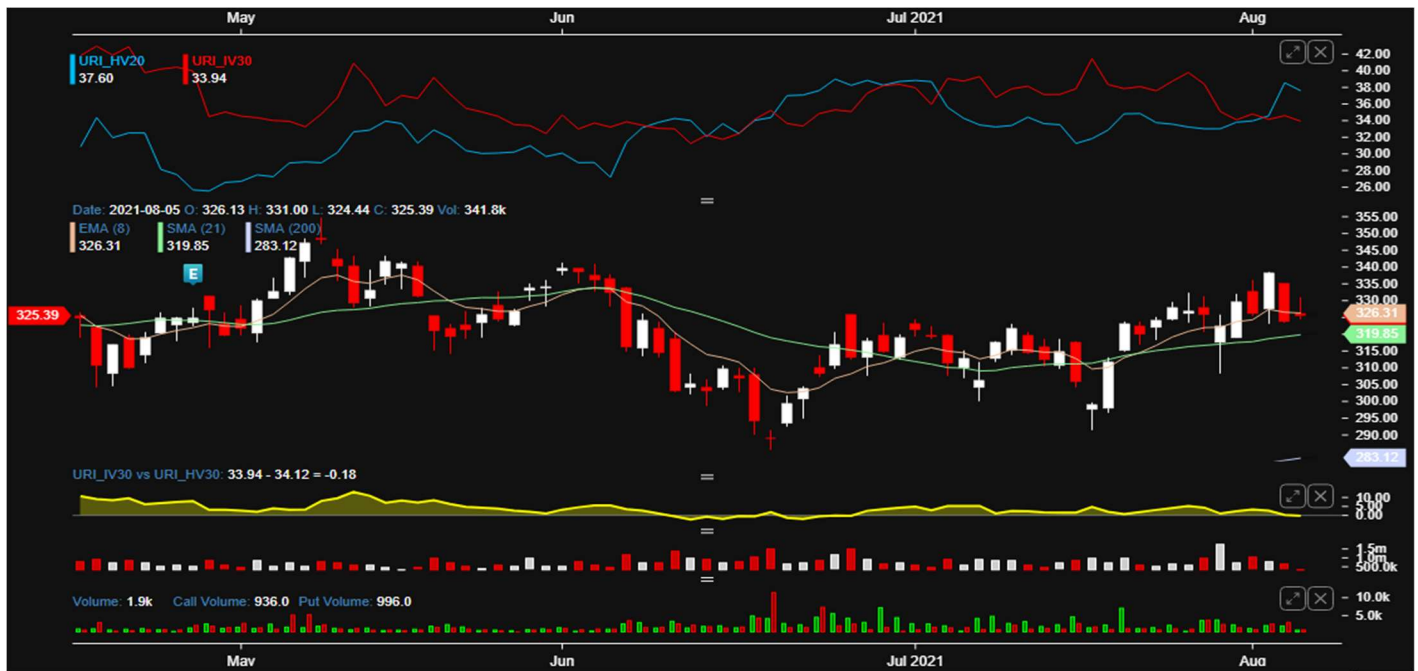 May Jun Jul 2021 Aug
URI_HV20 URI_IV30
37.60 33.94
42.00
40.00
38.00
36.00
34.00
32.00
30.00
28.00
26.00
Date: 2021-08-05 O: 326.13 H: 331.00 L: 324.44 C: 325.39 Vol: 341.8k
EMA (8) SMA (21) SMA (200)
326.31 319.85 283.12
E
355.00
350.00
345.00
340.00
335.00
330.00
325.39
326.31
319.85
315.00
310.00
305.00
300.00
295.00
290.00
283.12
URI_IV30 vs URI_HV30: 33.94 - 34.12 = -0.18
10.00
5.00
0.00
1.5m
1.0m
500.0k
Volume: 1.9k Call Volume: 936.0 Put Volume: 996.0
10.0k
5.0k
May Jun Jul 2021 Aug